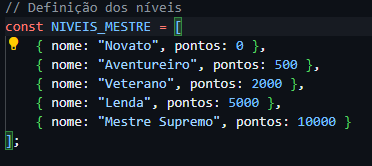 // Definição dos níveis
const NIVEIS_MESTRE = [
{ nome: "Novato", pontos: 0 },
{ nome: "Aventureiro", pontos: 500 },
{ nome: "Veterano", pontos: 2000 },
{ nome: "Lenda", pontos: 5000 },
{ nome: "Mestre Supremo", pontos: 10000 }
];